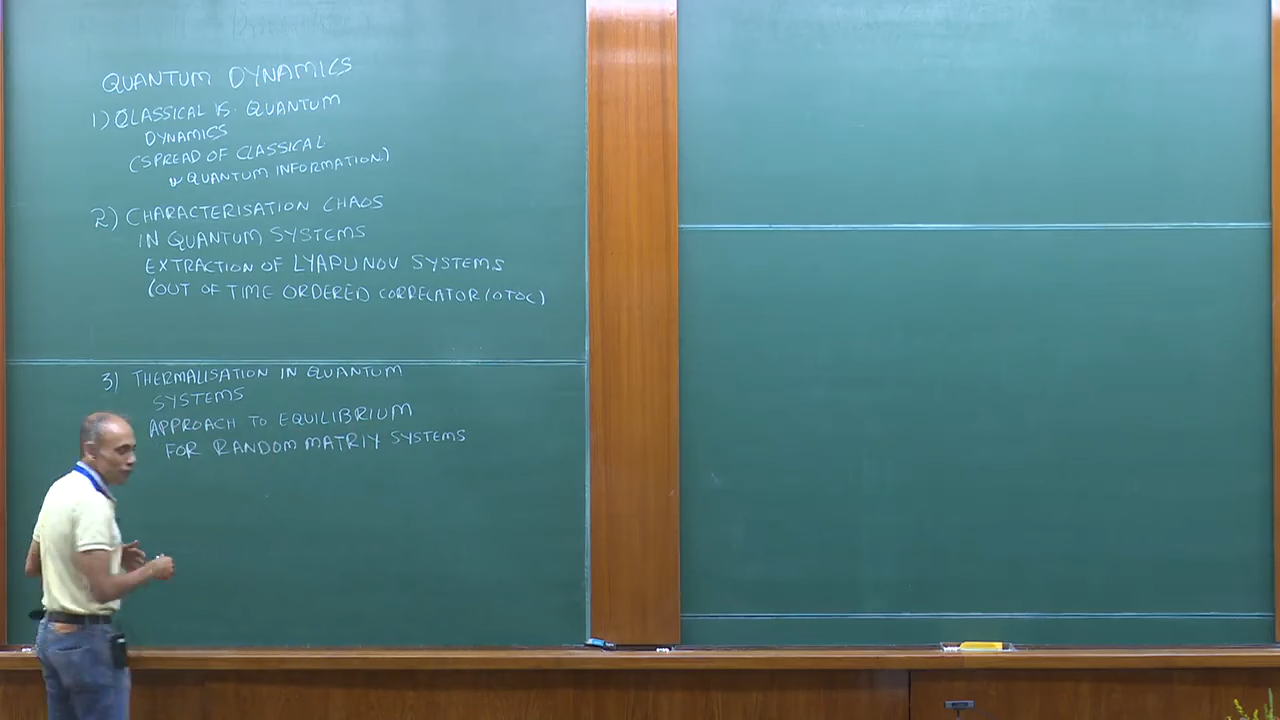 QUANTUM DYNAMICS
1) CLASSICAL VS. QUANTUM
DYNAMICS
(SPREAD OF CLASSICAL
QUANTUM INFORMATION)
2) CHARACTERISATION CHAOS
IN QUANTUM SYSTEMS
EXTRACTION OF LYAPUNOV SYSTEMS
(OUT OF TIME ORDERED CORRELATOR/OTOC)
3) THERMALISATION IN QUANTUM
SYSTEMS
APPROACH TO EQUILIBRIUM
FOR RANDOM MATRIX SYSTEMS